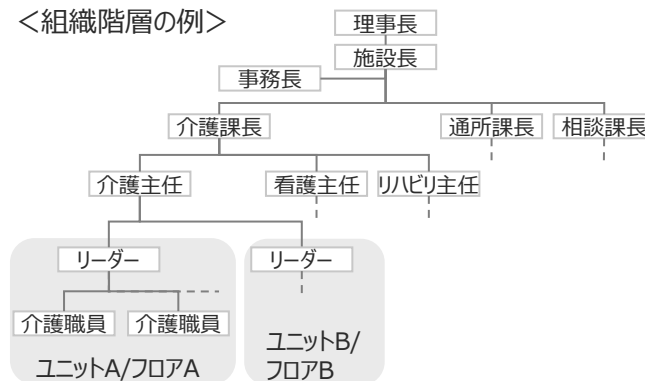 ＜組織階層の例＞
理事長
施設長
事務長
介護課長
通所課長
相談課長
介護主任
看護主任
リハビリ主任
リーダー
リーダー
介護職員
介護職員
ユニットA/フロアA
ユニットB/
フロアB